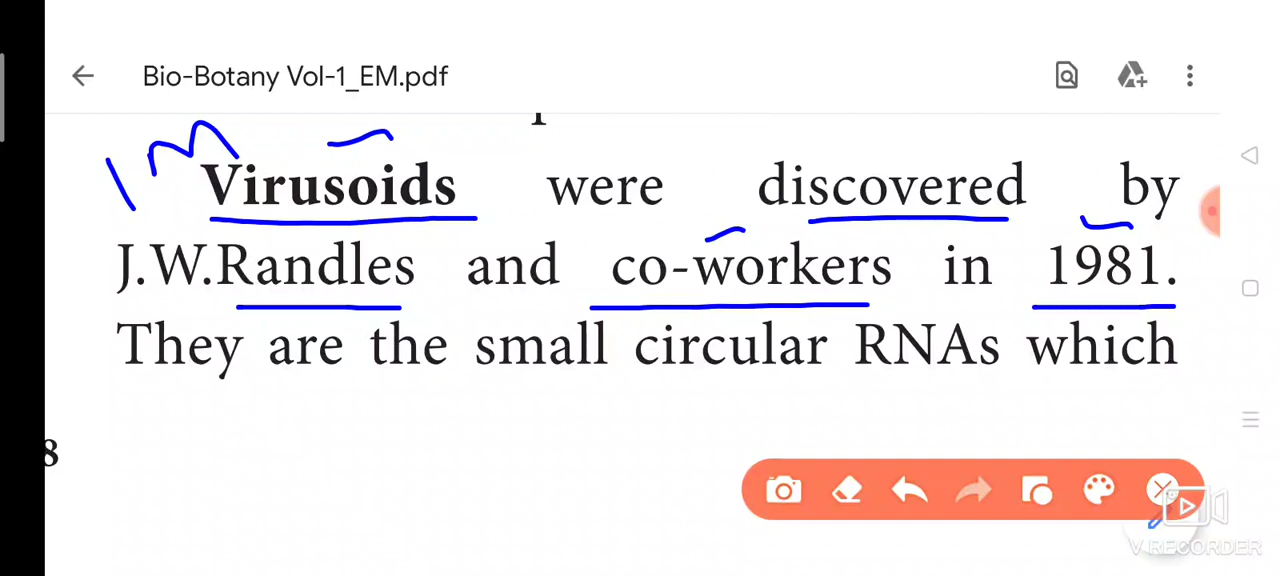 Bio-Botany Vol-1_EM.pdf
1 M
Virusoids were discovered by
J.W.Randles and co-workers in 1981.
They are the small circular RNAs which
8
V RECORDER